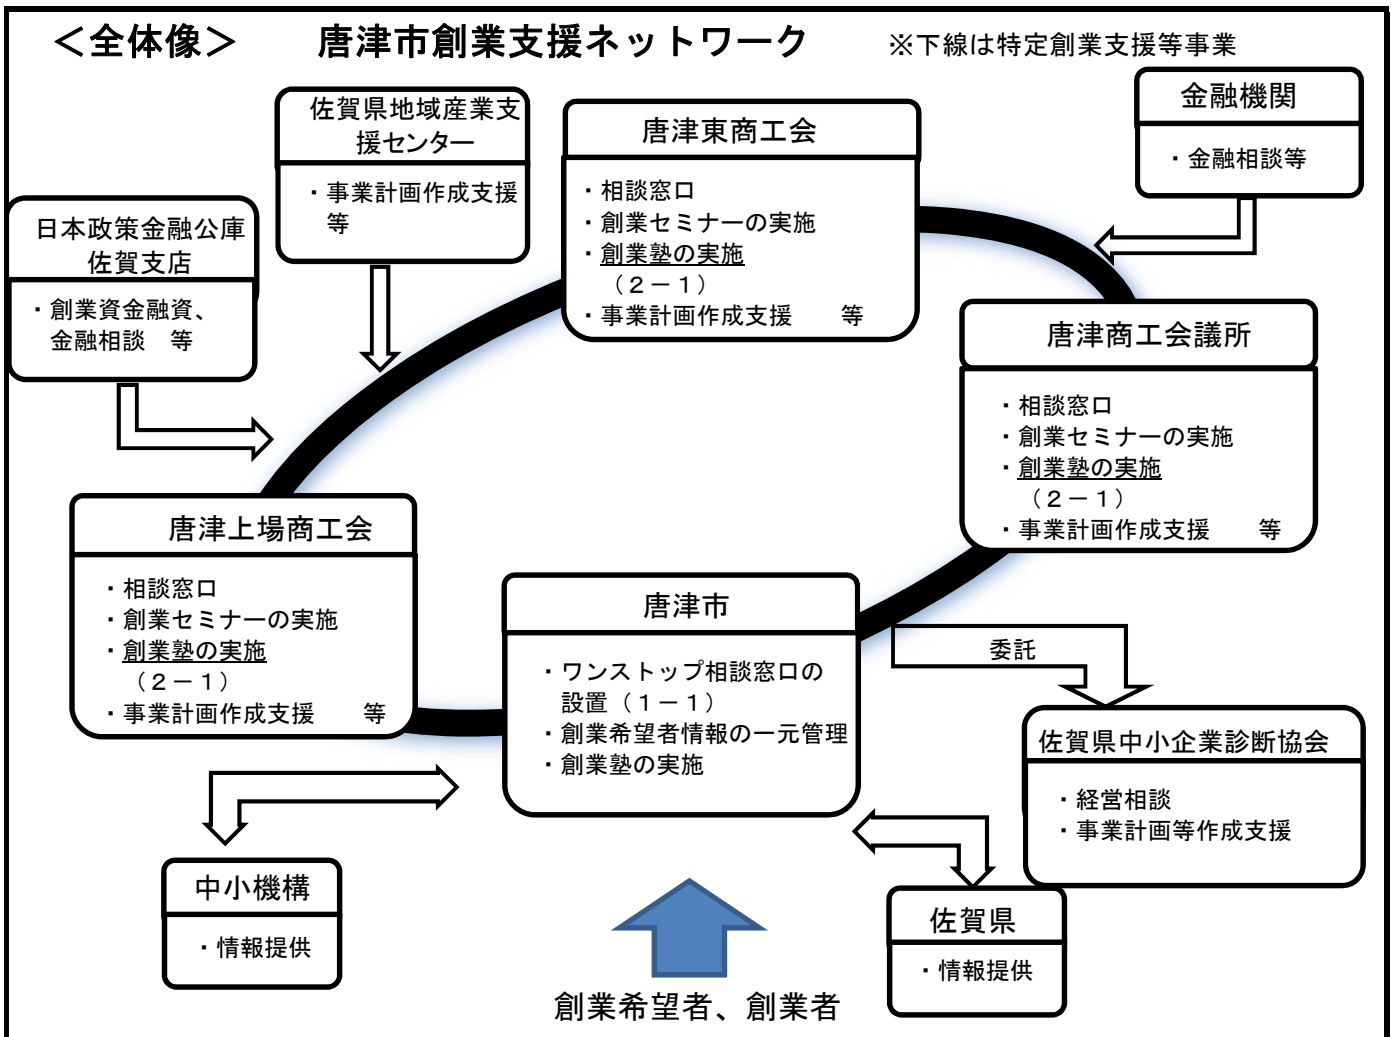 ＜全体像＞　唐津市創業支援ネットワーク　※下線は特定創業支援等事業
金融機関
・金融相談等
佐賀県地域産業支
援センター
・事業計画作成支援
等
唐津東商工会
・相談窓口
・創業セミナーの実施
・創業塾の実施
（２－１）
・事業計画作成支援　等
日本政策金融公庫
佐賀支店
・創業資金融資、
金融相談　等
唐津商工会議所
・相談窓口
・創業セミナーの実施
・創業塾の実施
（２－１）
・事業計画作成支援　等
唐津上場商工会
・相談窓口
・創業セミナーの実施
・創業塾の実施
（２－１）
・事業計画作成支援　等
唐津市
・ワンストップ相談窓口の
設置（１－１）
・創業希望者情報の一元管理
・創業塾の実施
委託
佐賀県中小企業診断協会
・経営相談
・事業計画等作成支援
中小機構
・情報提供
佐賀県
・情報提供
創業希望者、創業者